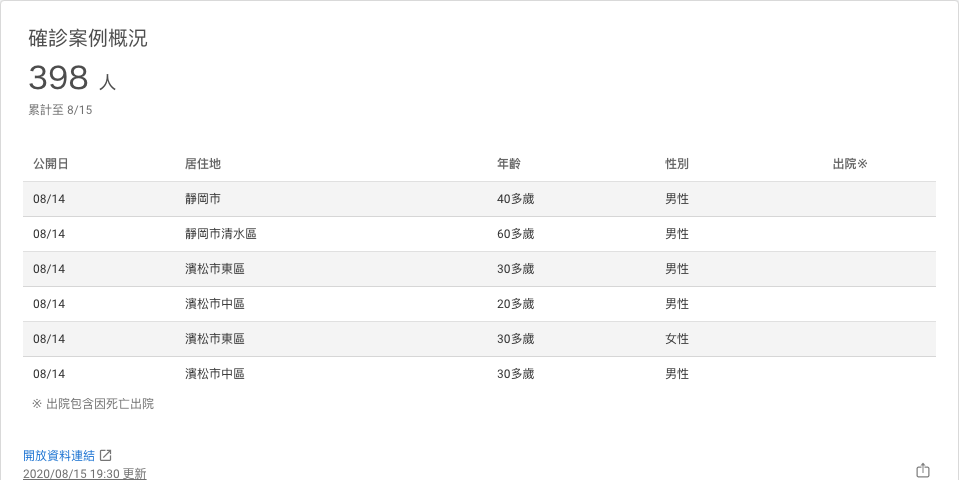 確診案例概況
398 人
累計至 8/15
公開日 居住地 年齡 性別 出院※
08/14 靜岡市 40多歲 男性
08/14 靜岡市清水區 60多歲 男性
08/14 濱松市東區 30多歲 男性
08/14 濱松市中區 20多歲 男性
08/14 濱松市東區 30多歲 女性
08/14 濱松市中區 30多歲 男性
※ 出院包含因死亡出院
開放資料連結
2020/08/15 19:30 更新